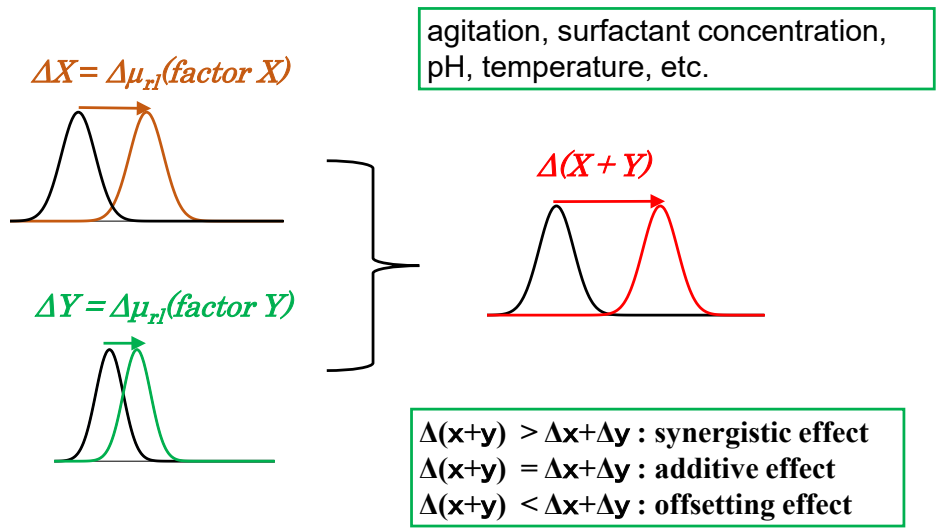 agitation, surfactant concentration,
pH, temperature, etc.
ΔX = Δμrl(factor X)
Δ(X + Y)
ΔY = Δμrl(factor Y)
Δ(x+y) > Δx+Δy : synergistic effect
Δ(x+y) = Δx+Δy : additive effect
Δ(x+y) < Δx+Δy : offsetting effect